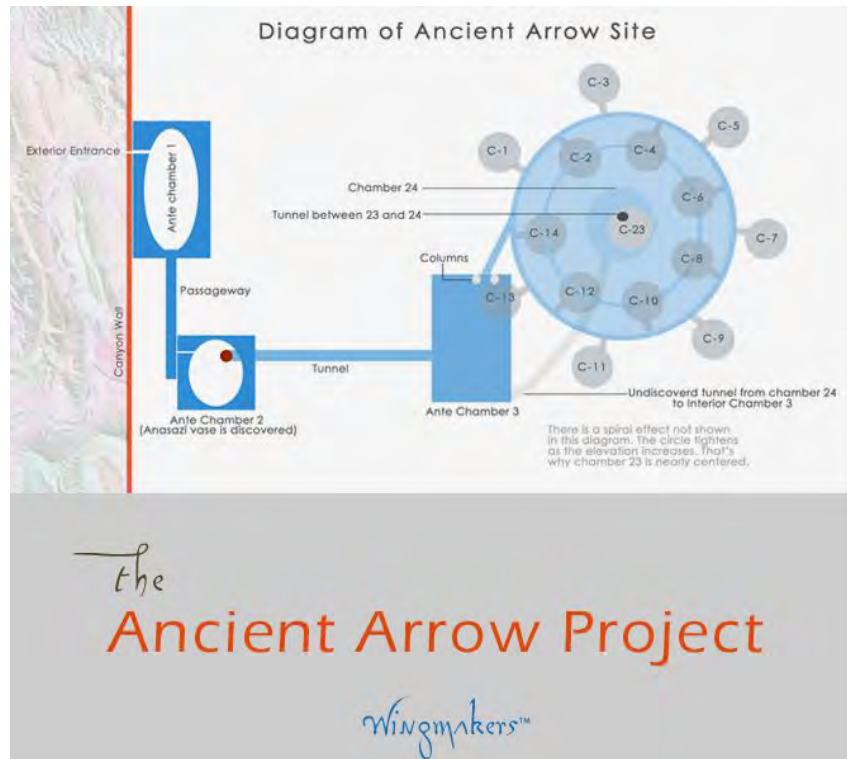 Diagram of Ancient Arrow Site
C-3
C-5
Exterior Entrance
Ante chamber 1
C-1
C-2
C-4
Chamber 24
C-6
Tunnel between 23 and 24
C-23
C-14
C-7
Columns
C-8
Passageway
C-13
C-12
C-10
Canyon Wall
C-9
Tunnel
C-11
Undiscoverd tunnel from chamber 24
to Interior Chamber 3
Ante Chamber 2
(Anasazi vase is discovered)
Ante Chamber 3
There is a spiral effect not shown
in this diagram. The circle tightens
as the elevation increases. That's
why chamber 23 is nearly centered.
the
Ancient Arrow Project
Wingmakers™